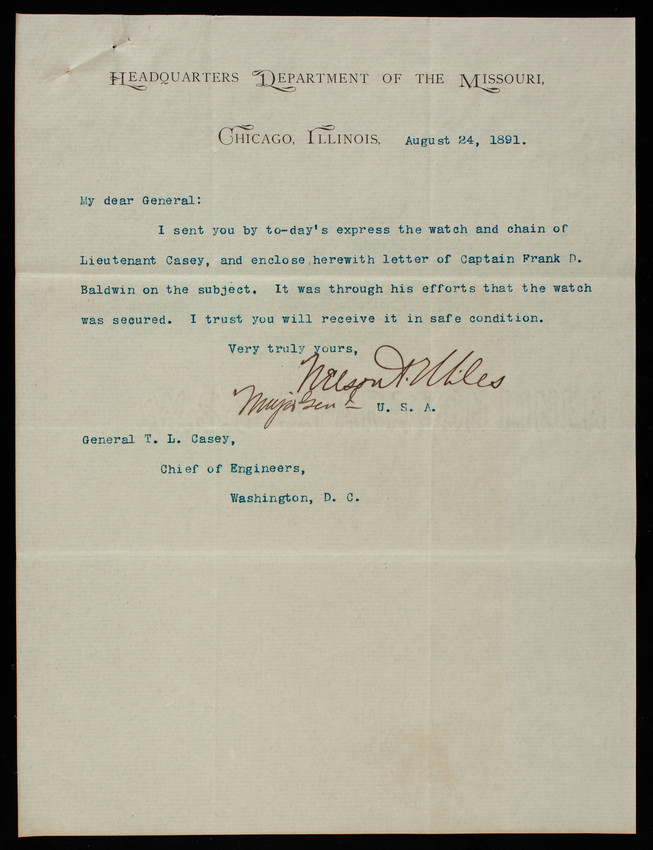 HEADQUARTERS DEPARTMENT OF THE MISSOURI,
CHICAGO, ILLINOIS, August 24, 1891.
My dear General:
I sent you by to-day's express the watch and chain of
Lieutenant Casey, and enclose herewith letter of Captain Frank D.
Baldwin on the subject. It was through his efforts that the watch
was secured. I trust you will receive it in safe condition.
Very truly yours,
Nelson A. Miles
Major Genl U. S. A.
General T. L. Casey,
Chief of Engineers,
Washington, D. C.